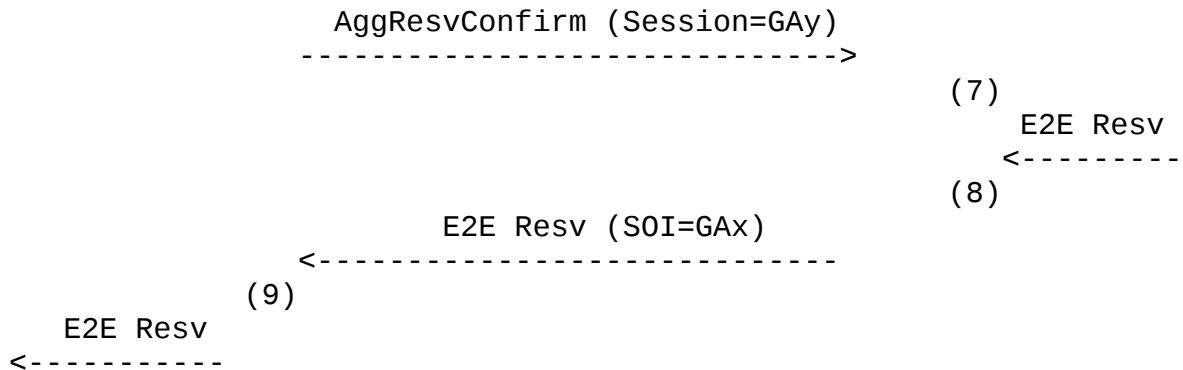 AggResvConfirm (Session=GAy)
------------------------------>
(7)
E2E Resv
<---------
(8)
E2E Resv (SOI=GAx)
<-----------------------------
(9)
E2E Resv
<-----------